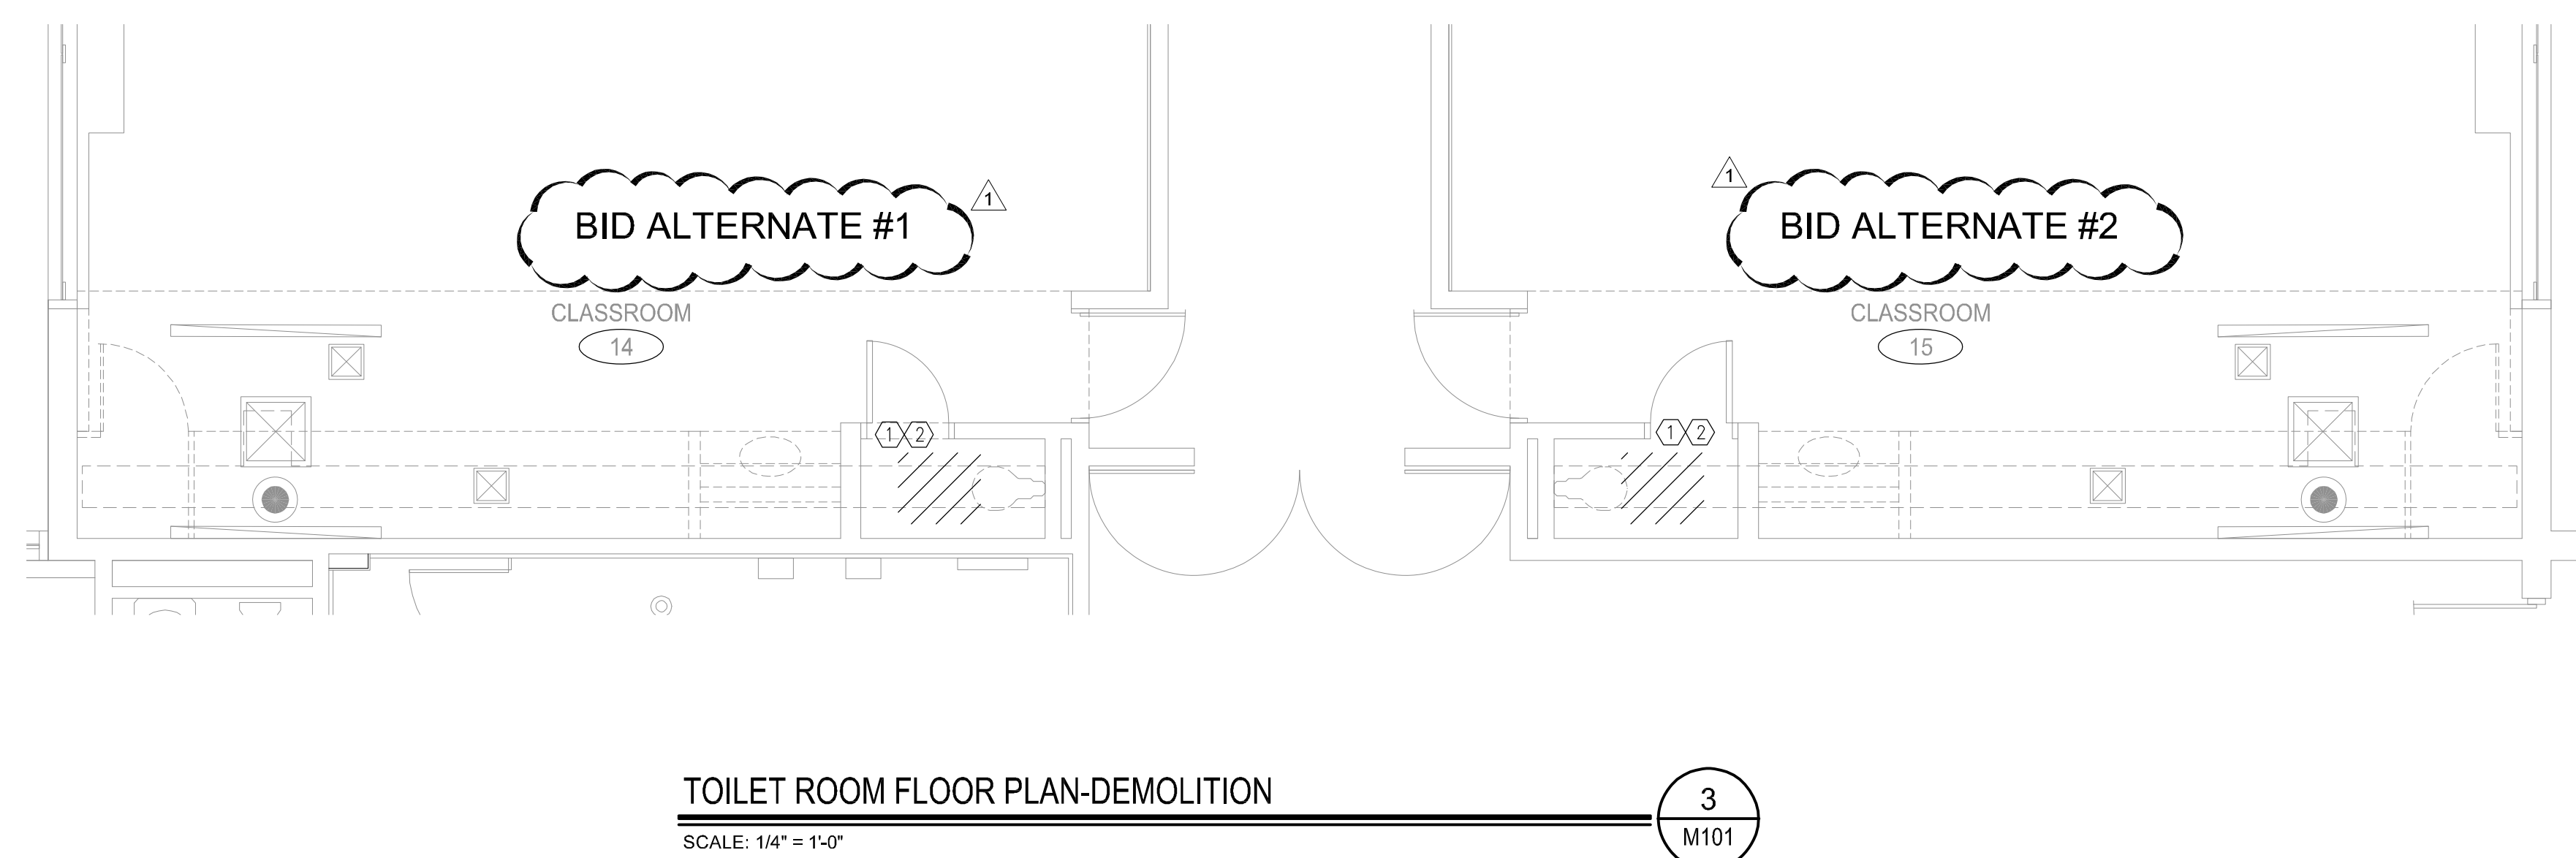 BID ALTERNATE #1
1
1
BID ALTERNATE #2
CLASSROOM
14
CLASSROOM
15
1 2
1 2
TOILET ROOM FLOOR PLAN-DEMOLITION
SCALE: 1/4" = 1'-0"
3
M101